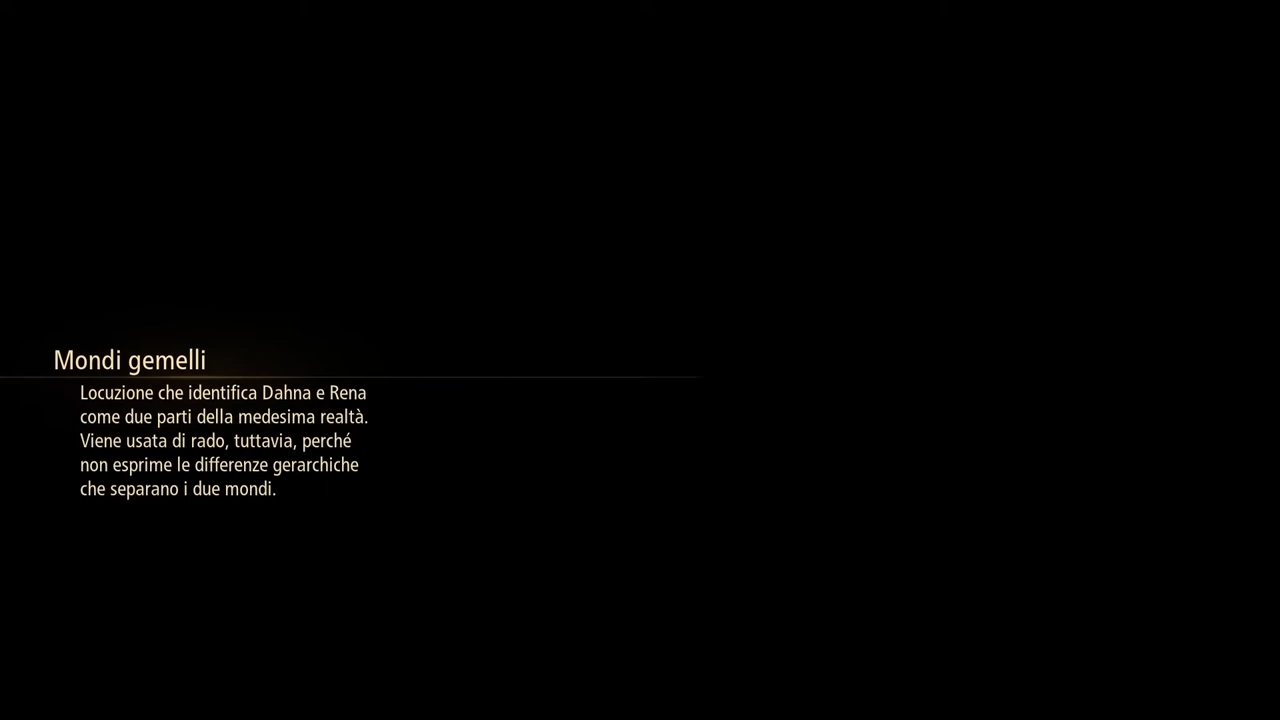 Mondi gemelli
Locuzione che identifica Dahna e Rena
come due parti della medesima realtà.
Viene usata di rado, tuttavia, perché
non esprime le differenze gerarchiche
che separano i due mondi.